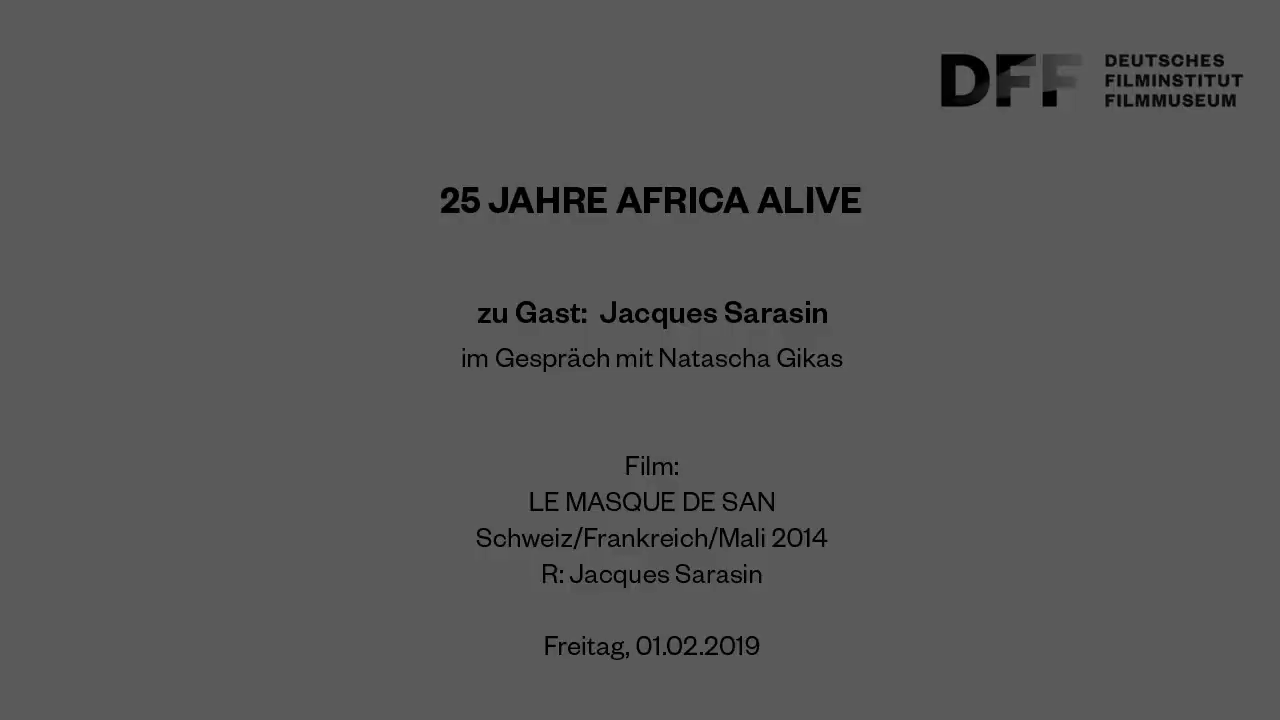 DFF
DEUTSCHES
FILMINSTITUT
FILMMUSEUM
25 JAHRE AFRICA ALIVE
zu Gast: Jacques Sarasin
im Gespräch mit Natascha Gikas
Film:
LE MASQUE DE SAN
Schweiz/Frankreich/Mali 2014
R: Jacques Sarasin
Freitag, 01.02.2019